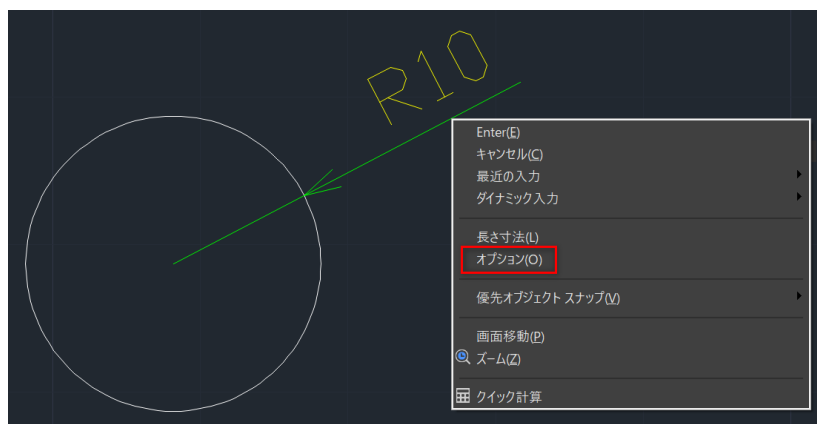 R10
Enter(E)
キャンセル(C)
最近の入力
ダイナミック入力
長さ寸法(L)
オプション(O)
優先オブジェクト スナップ(V)
画面移動(P)
ズーム(Z)
クイック計算